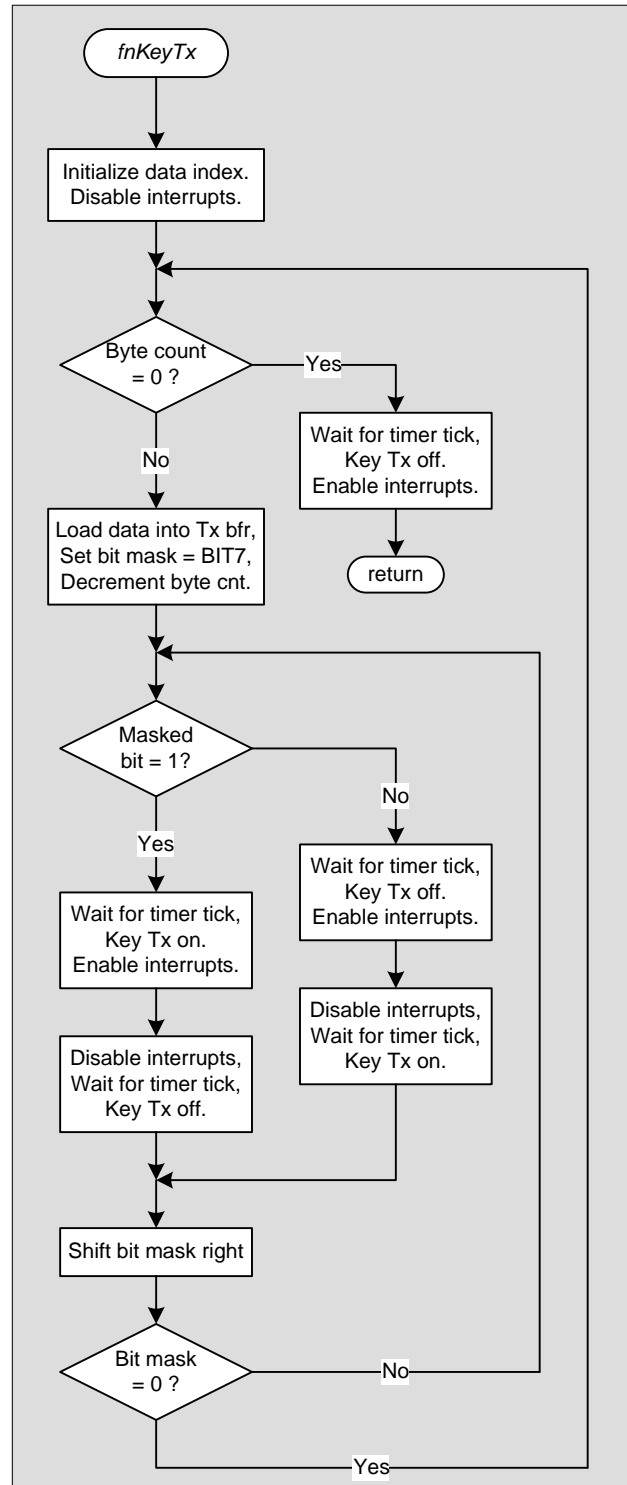 fnKeyTx
Initialize data index.
Disable interrupts.
Byte count
= 0 ?
Yes
Wait for timer tick,
Key Tx off.
Enable interrupts.
return
No
Load data into Tx bfr,
Set bit mask = BIT7,
Decrement byte cnt.
Masked
bit = 1?
No
Yes
Wait for timer tick,
Key Tx off.
Enable interrupts.
Wait for timer tick,
Key Tx on.
Enable interrupts.
Disable interrupts,
Wait for timer tick,
Key Tx on.
Disable interrupts,
Wait for timer tick,
Key Tx off.
Shift bit mask right
Bit mask
= 0 ?
No
Yes